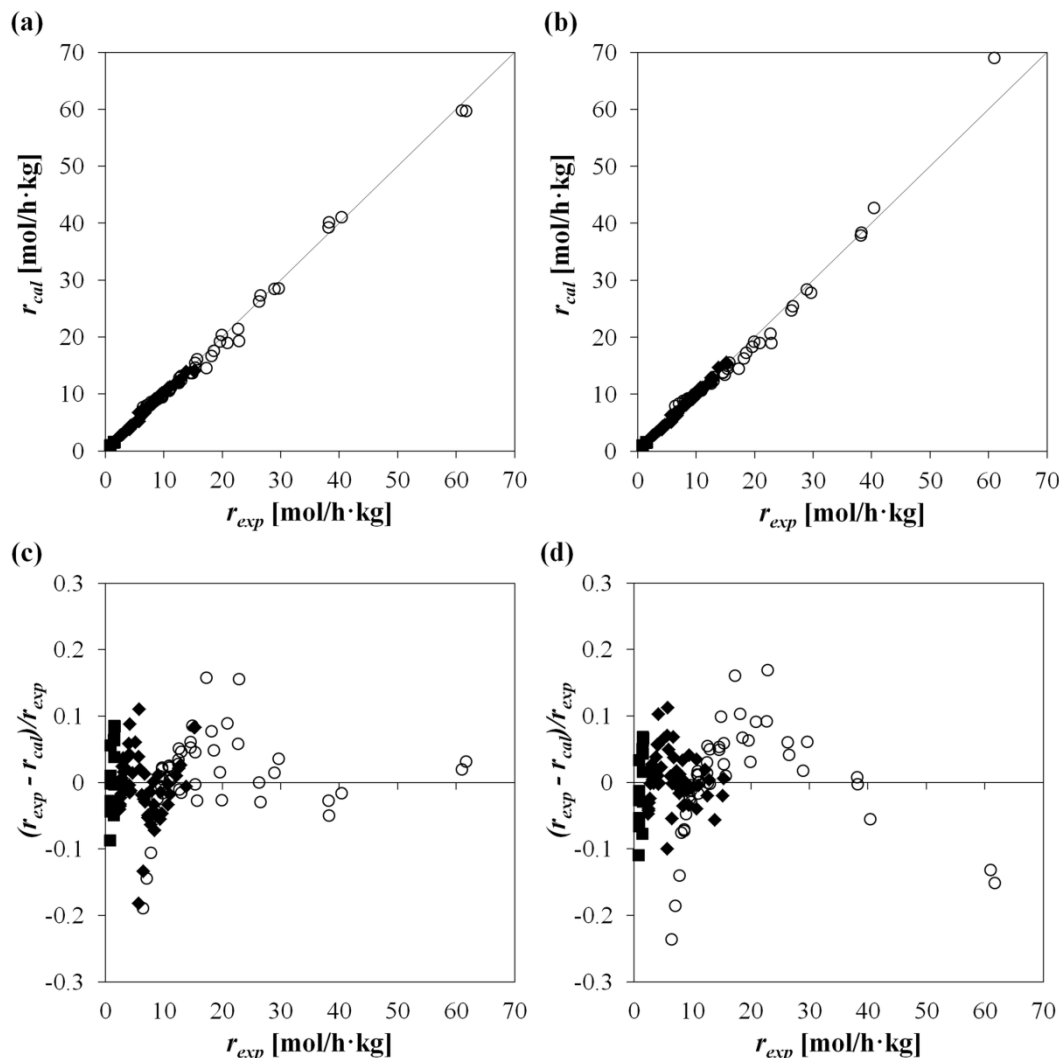 (a)
70
60
50
40
30
20
10
0
r_cal [mol/h·kg]
0 10 20 30 40 50 60 70
r_exp [mol/h·kg]
(b)
70
60
50
40
30
20
10
0
r_cal [mol/h·kg]
0 10 20 30 40 50 60 70
r_exp [mol/h·kg]
(c)
0.3
0.2
0.1
0
-0.1
-0.2
-0.3
(r_exp - r_cal)/r_exp
0 10 20 30 40 50 60 70
r_exp [mol/h·kg]
(d)
0.3
0.2
0.1
0
-0.1
-0.2
-0.3
(r_exp - r_cal)/r_exp
0 10 20 30 40 50 60 70
r_exp [mol/h·kg]